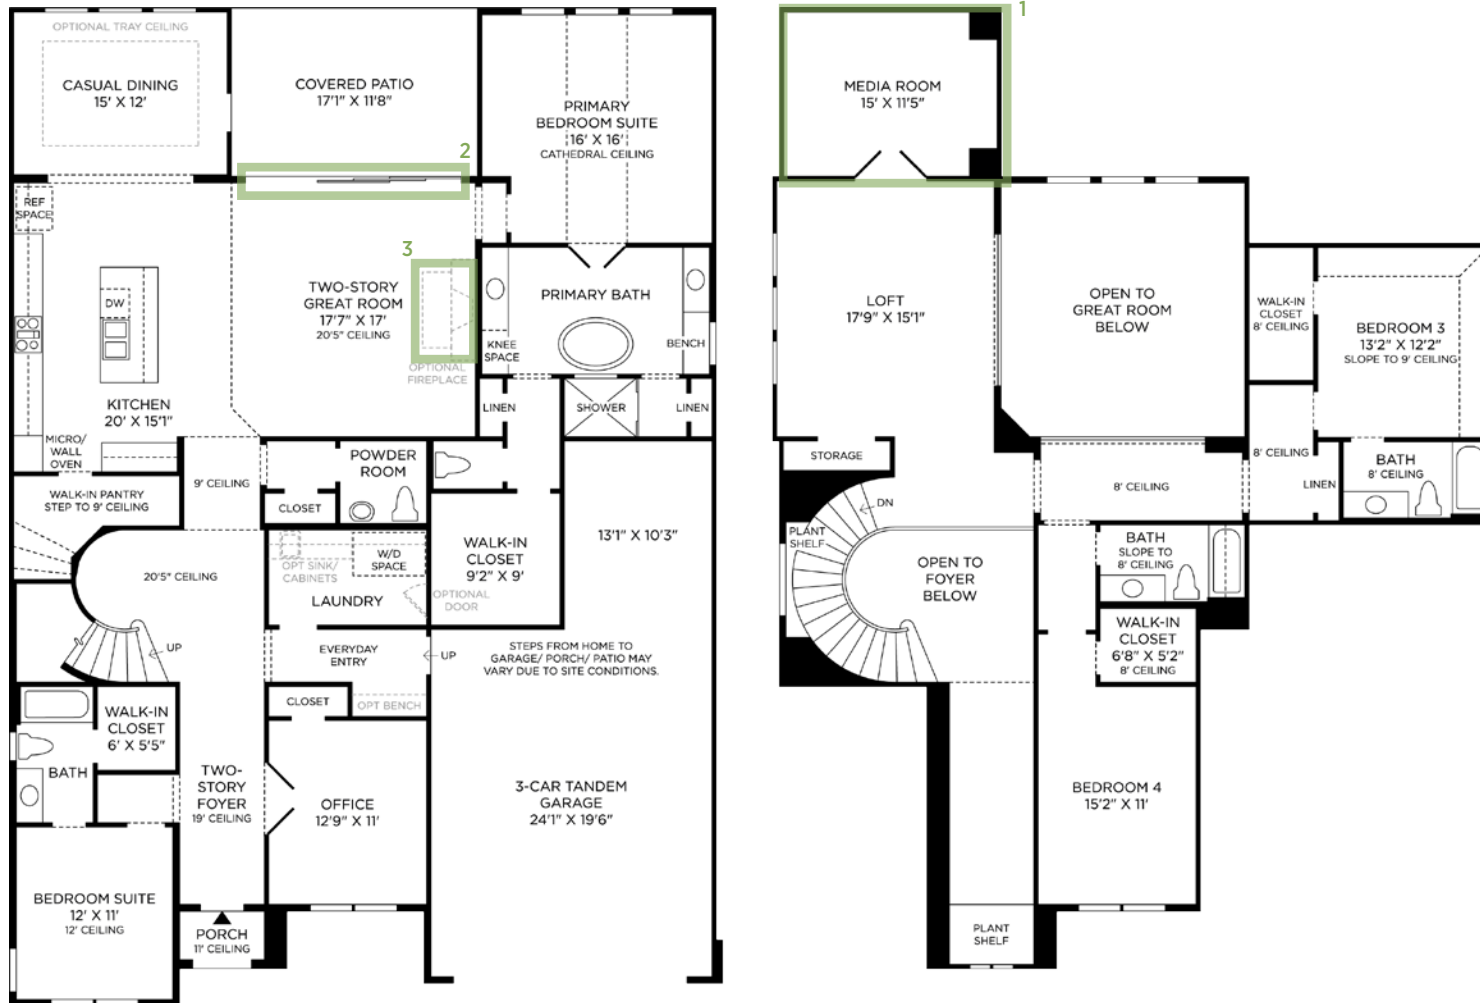 OPTIONAL TRAY CEILING
CASUAL DINING
15' X 12'
COVERED PATIO
17'1" X 11'8"
PRIMARY
BEDROOM SUITE
16' X 16'
CATHEDRAL CEILING
2
REF
SPACE
3
DW
TWO-STORY
GREAT ROOM
17'7" X 17'
20'5" CEILING
OPTIONAL
FIREPLACE
PRIMARY BATH
KNEE
SPACE
BENCH
KITCHEN
20' X 15'1"
MICRO/
WALL
OVEN
LINEN
SHOWER
LINEN
POWDER
ROOM
9' CEILING
WALK-IN PANTRY
STEP TO 9' CEILING
CLOSET
WALK-IN
CLOSET
9'2" X 9'
13'1" X 10'3"
20'5" CEILING
OPT SINK/
CABINETS
W/D
SPACE
LAUNDRY
OPTIONAL
DOOR
UP
EVERYDAY
ENTRY
UP
STEPS FROM HOME TO
GARAGE/ PORCH/ PATIO MAY
VARY DUE TO SITE CONDITIONS.
CLOSET
OPT BENCH
WALK-IN
CLOSET
6' X 5'5"
BATH
TWO-
STORY
FOYER
19' CEILING
OFFICE
12'9" X 11'
3-CAR TANDEM
GARAGE
24'1" X 19'6"
BEDROOM SUITE
12' X 11'
12' CEILING
PORCH
11' CEILING
1
MEDIA ROOM
15' X 11'5"
LOFT
17'9" X 15'1"
OPEN TO
GREAT ROOM
BELOW
WALK-IN
CLOSET
8' CEILING
BEDROOM 3
13'2" X 12'2"
SLOPE TO 9' CEILING
STORAGE
8' CEILING
8' CEILING
LINEN
BATH
8' CEILING
DN
PLANT
SHELF
OPEN TO
FOYER
BELOW
BATH
SLOPE TO
8' CEILING
WALK-IN
CLOSET
6'8" X 5'2"
8' CEILING
BEDROOM 4
15'2" X 11'
PLANT
SHELF